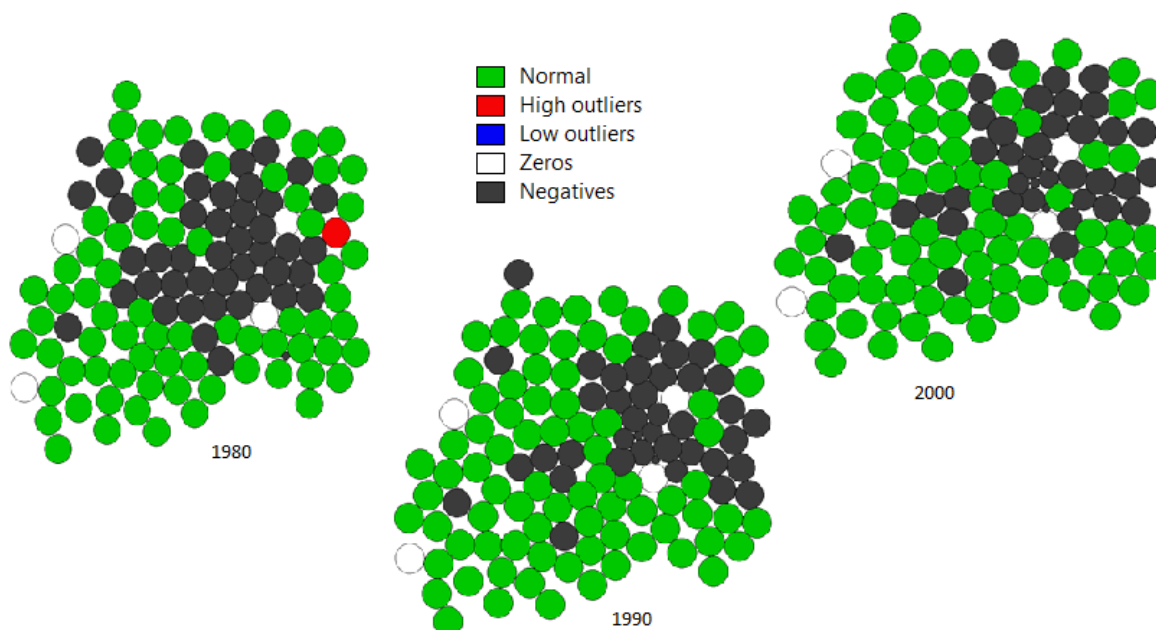 Normal
High outliers
Low outliers
Zeros
Negatives
1980
1990
2000